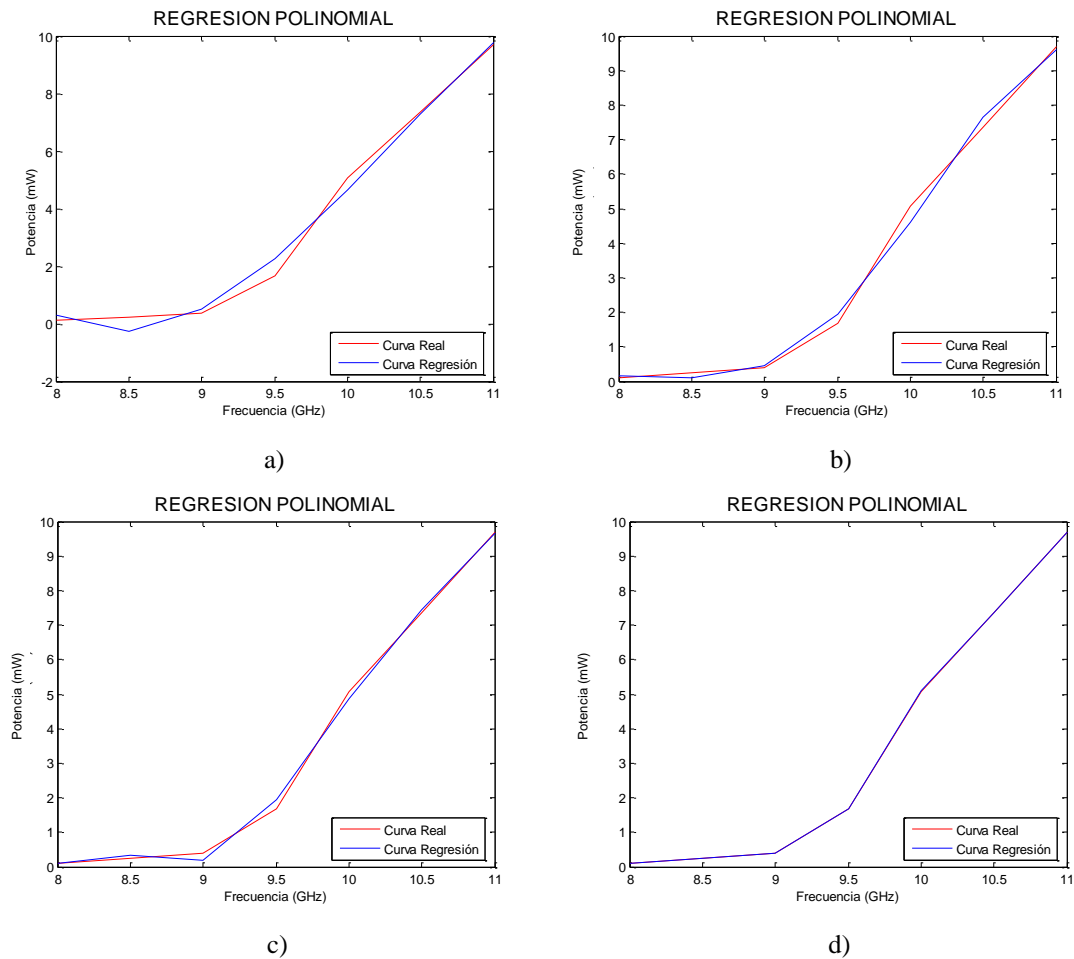 REGRESION POLINOMIAL
10
8
6
4
2
0
-2
8
8.5
9
9.5
10
10.5
11
Potencia (mW)
Frecuencia (GHz)
Curva Real
Curva Regresión
a)
REGRESION POLINOMIAL
10
9
8
7
6
5
4
3
2
1
0
8
8.5
9
9.5
10
10.5
11
Potencia (mW)
Frecuencia (GHz)
Curva Real
Curva Regresión
b)
REGRESION POLINOMIAL
10
9
8
7
6
5
4
3
2
1
0
8
8.5
9
9.5
10
10.5
11
Potencia (mW)
Frecuencia (GHz)
Curva Real
Curva Regresión
c)
REGRESION POLINOMIAL
10
9
8
7
6
5
4
3
2
1
0
8
8.5
9
9.5
10
10.5
11
Potencia (mW)
Frecuencia (GHz)
Curva Real
Curva Regresión
d)